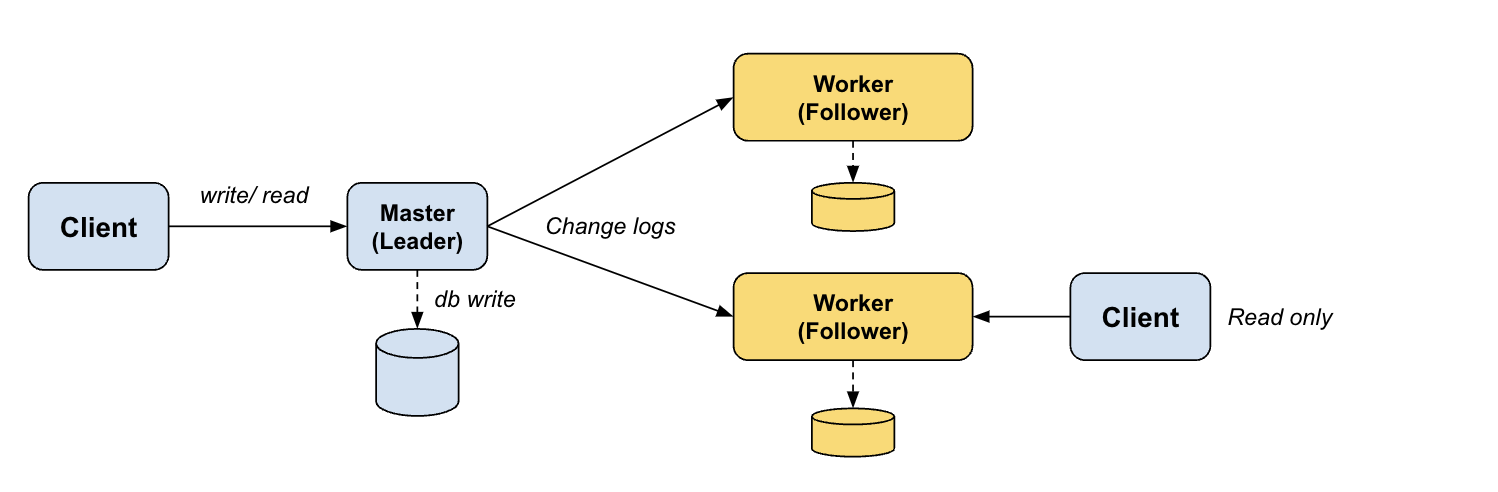 Worker
(Follower)
Client
write/ read
Master
(Leader)
Change logs
db write
Worker
(Follower)
Client
Read only